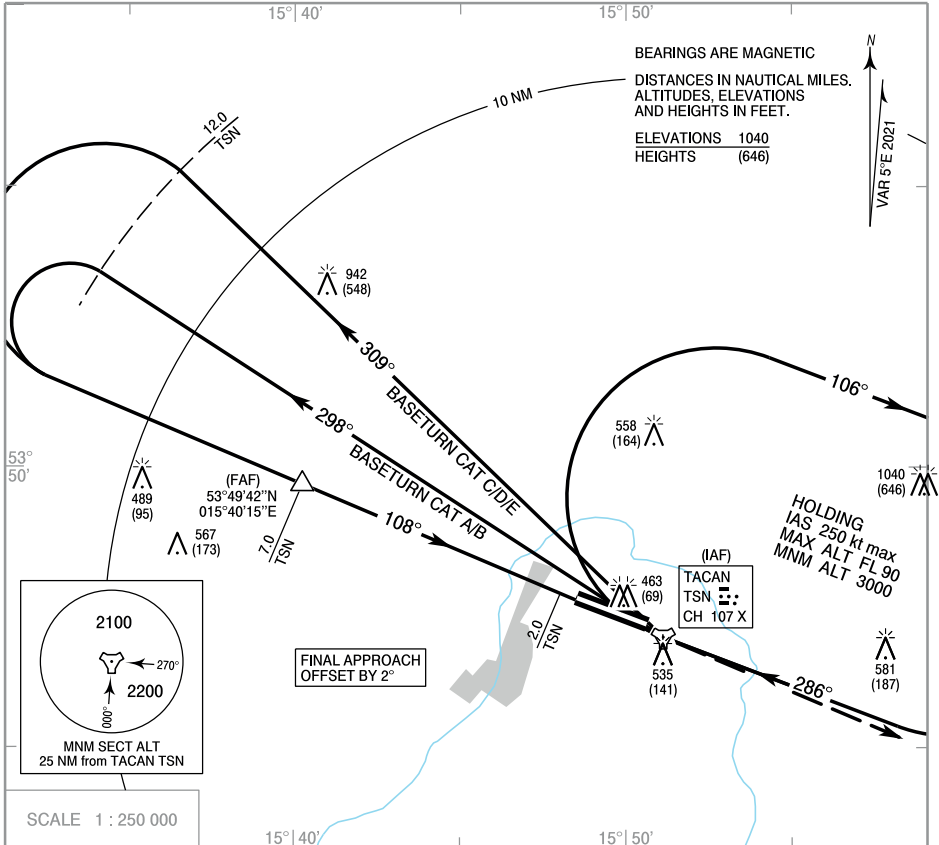 15° 40'
15° 50'
BEARINGS ARE MAGNETIC
DISTANCES IN NAUTICAL MILES.
ALTITUDES, ELEVATIONS
AND HEIGHTS IN FEET.
ELEVATIONS 1040
HEIGHTS (646)
N
VAR 5°E 2021
10 NM
12.0
TSN
942
(548)
309°
BASETURN CAT C/D/E
298°
BASETURN CAT A/B
106°
558
(164)
53°
50'
489
(95)
(FAF)
53°49'42"N
015°40'15"E
567
(173)
7.0
TSN
108°
1040
(646)
HOLDING
IAS 250 kt max
MAX ALT FL 90
MNM ALT 3000
463
(69)
(IAF)
TACAN
TSN
CH 107 X
2.0
TSN
535
(141)
581
(187)
286°
FINAL APPROACH
OFFSET BY 2°
2100
270°
2200
000°
MNM SECT ALT
25 NM from TACAN TSN
SCALE 1 : 250 000
15° 40'
15° 50'